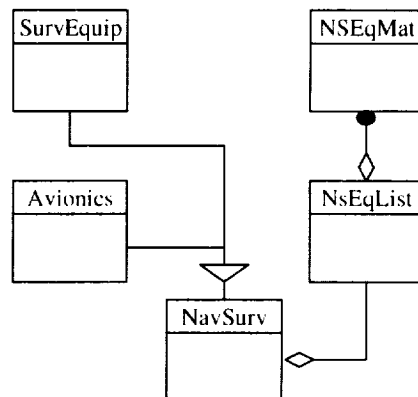 SurvEquip
NSEqMat
Avionics
NsEqList
NavSurv